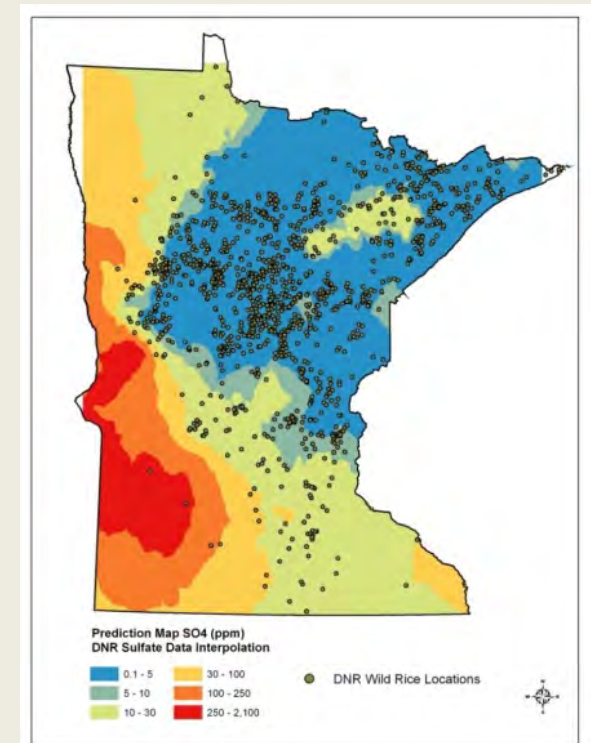 Prediction Map SO4 (ppm)
DNR Sulfate Data Interpolation
0.1 - 5
5 - 10
10 - 30
30 - 100
100 - 250
250 - 2,100
DNR Wild Rice Locations